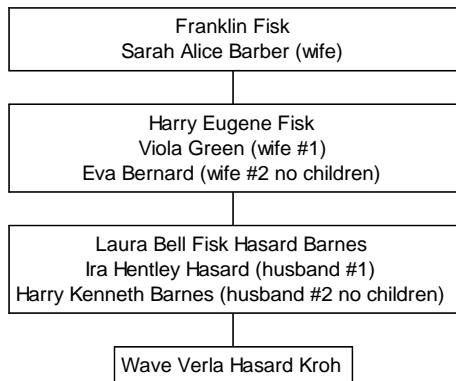 Franklin Fisk
Sarah Alice Barber (wife)
Harry Eugene Fisk
Viola Green (wife #1)
Eva Bernard (wife #2 no children)
Laura Bell Fisk Hasard Barnes
Ira Hentley Hasard (husband #1)
Harry Kenneth Barnes (husband #2 no children)
Wave Verla Hasard Kroh